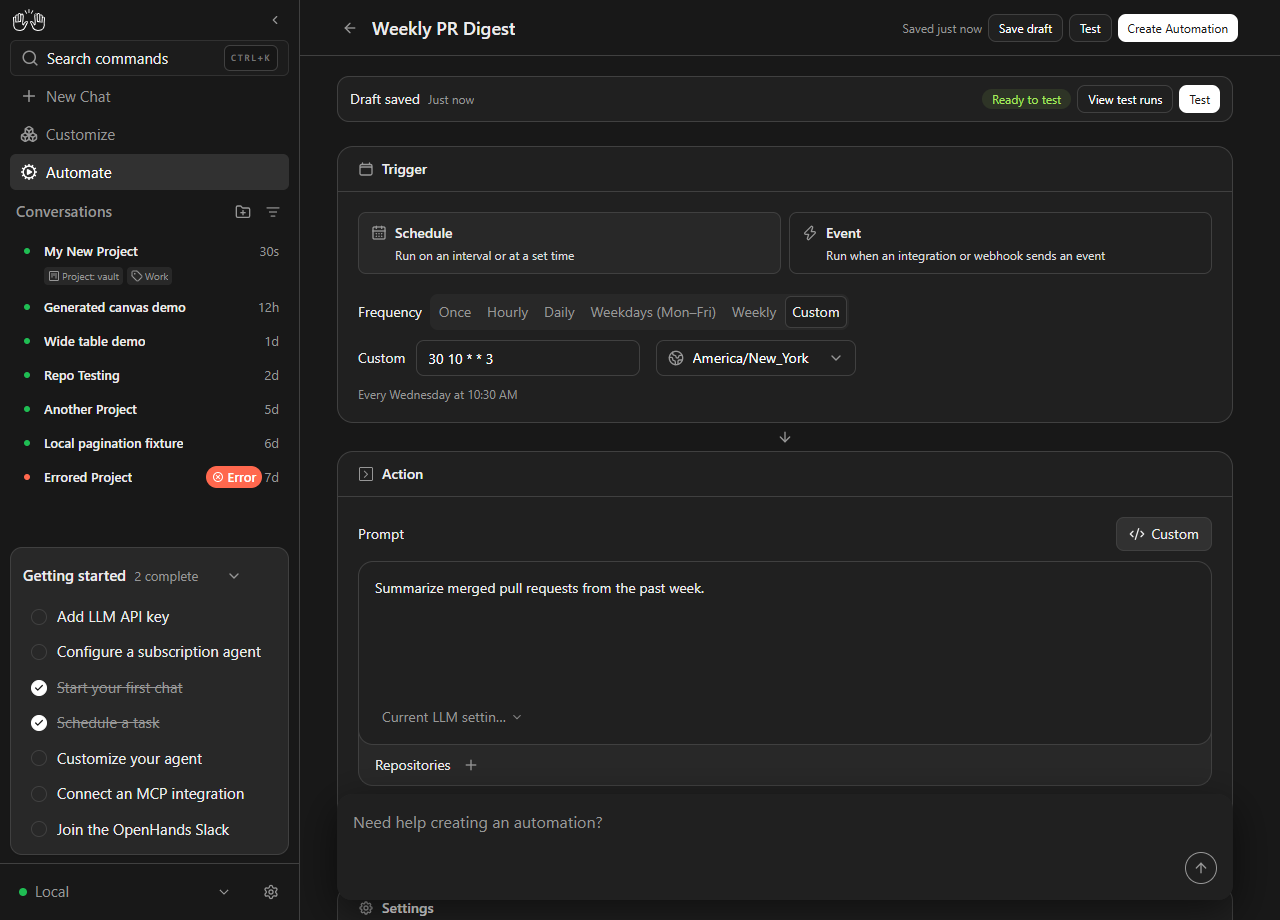 Search commands CTRL+K
New Chat
Customize
Automate
Conversations
My New Project 30s
Project: vault Work
Generated canvas demo 12h
Wide table demo 1d
Repo Testing 2d
Another Project 5d
Local pagination fixture 6d
Errored Project Error 7d
Getting started 2 complete
Add LLM API key
Configure a subscription agent
Start your first chat
Schedule a task
Customize your agent
Connect an MCP integration
Join the OpenHands Slack
Local
Weekly PR Digest Saved just now Save draft Test Create Automation
Draft saved Just now Ready to test View test runs Test
Trigger
Schedule
Run on an interval or at a set time
Event
Run when an integration or webhook sends an event
Frequency Once Hourly Daily Weekdays (Mon–Fri) Weekly Custom
Custom 30 10 * * 3 America/New_York
Every Wednesday at 10:30 AM
Action
Prompt Custom
Summarize merged pull requests from the past week.
Current LLM settin...
Repositories
Need help creating an automation?
Settings